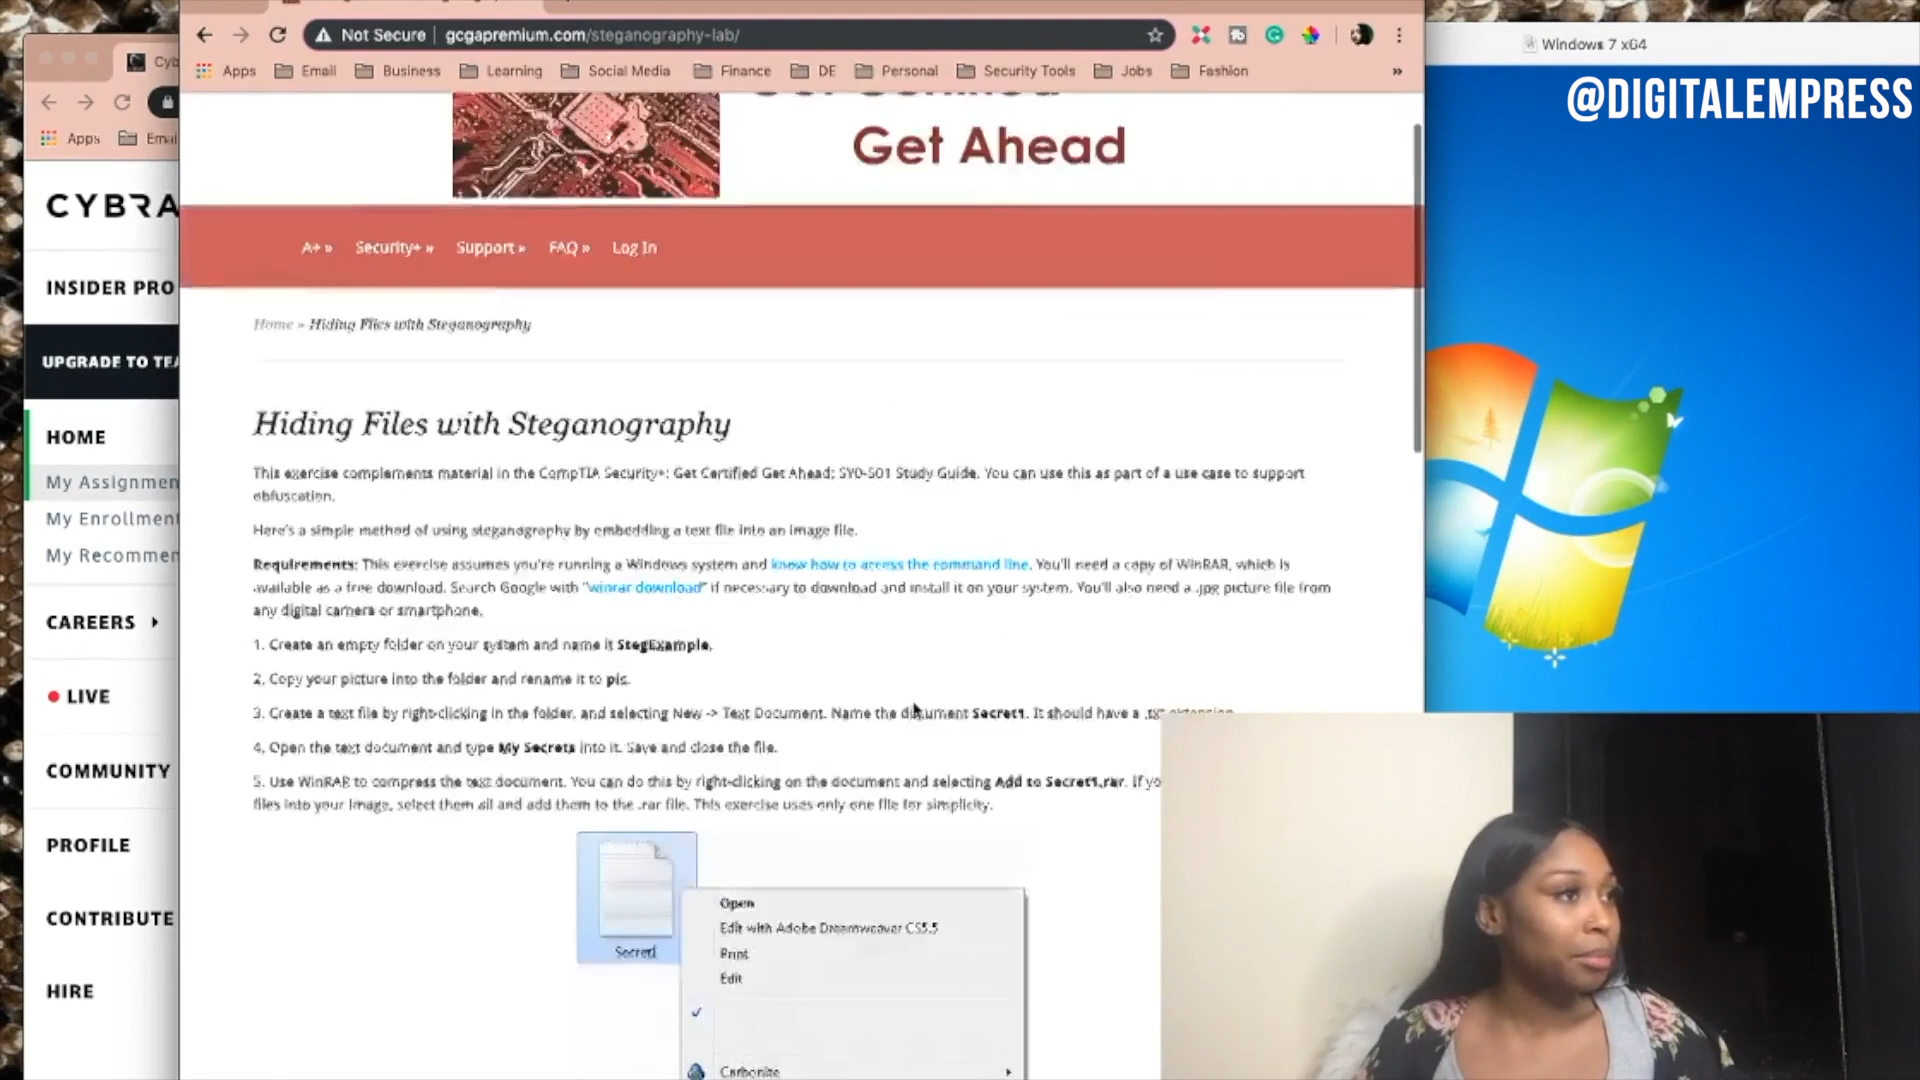 Not Secure | gcgapremium.com/steganography-lab/
Windows 7 x64
Apps Email Business Learning Social Media Finance DE Personal Security Tools Jobs Fashion »
@DIGITALEMPRESS
Apps Emai
Get Ahead
CYBRA
A+ » Security+ » Support » FAQ » Log In
INSIDER PRO
Home » Hiding Files with Steganography
UPGRADE TO TEA
Hiding Files with Steganography
HOME
This exercise complements material in the CompTIA Security+: Get Certified Get Ahead: SY0-501 Study Guide. You can use this as part of a use case to support
obfuscation.
My Assignmen
My Enrollment
Here's a simple method of using steganography by embedding a text file into an image file.
My Recommen
Requirements: This exercise assumes you're running a Windows system and know how to access the command line. You'll need a copy of WinRAR, which is
available as a free download. Search Google with "winrar download" if necessary to download and install it on your system. You'll also need a .jpg picture file from
any digital camera or smartphone.
CAREERS
1. Create an empty folder on your system and name it StegExample.
2. Copy your picture into the folder and rename it to pic.
LIVE
3. Create a text file by right-clicking in the folder, and selecting New -> Text Document. Name the document Secret1. It should have a .txt extension
4. Open the text document and type My Secrets into it. Save and close the file.
COMMUNITY
5. Use WinRAR to compress the text document. You can do this by right-clicking on the document and selecting Add to Secret1.rar. If yo
files into your image, select them all and add them to the .rar file. This exercise uses only one file for simplicity.
PROFILE
Open
CONTRIBUTE
Edit with Adobe Dreamweaver CS5.5
Secret1
Print
Edit
HIRE
Carbonite